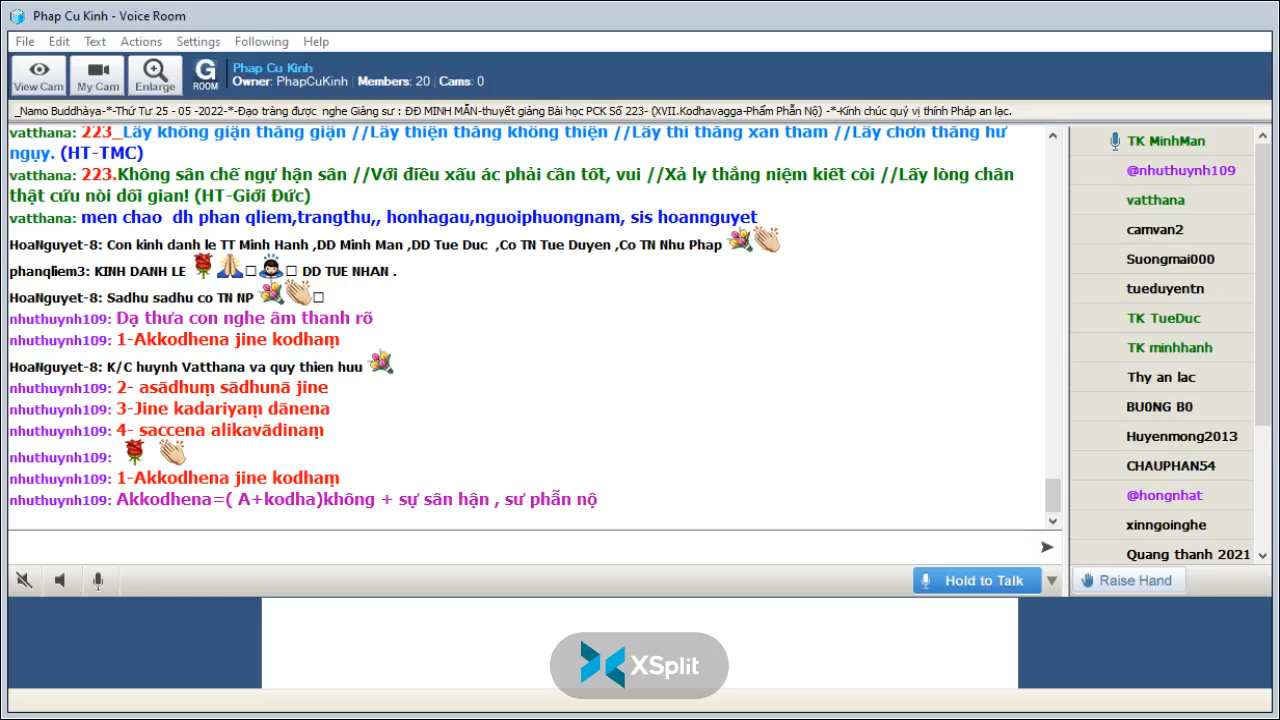 Phap Cu Kinh - Voice Room
File Edit Text Actions Settings Following Help
View Cam My Cam Enlarge G ROOM
Phap Cu Kinh
Owner: PhapCuKinh | Members: 20 | Cams: 0
_Namo Buddhàya-*-Thứ Tư 25 - 05 -2022-*-Đạo tràng được nghe Giảng sư : ĐĐ MINH MẪN-thuyết giảng Bài học PCK Số 223- (XVII.Kodhavagga-Phẩm Phẫn Nộ) -*-Kính chúc quý vị thính Pháp an lạc.
vatthana: 223_Lấy không giận thắng giận //Lấy thiện thắng không thiện //Lấy thí thắng xan tham //Lấy chơn thắng hư
ngụy. (HT-TMC)
vatthana: 223.Không sân chế ngự hận sân //Với điều xấu ác phải cần tốt, vui //Xả ly thắng niệm kiết còi //Lấy lòng chân
thật cứu nòi dối gian! (HT-Giới Đức)
vatthana: men chao dh phan qliem,trangthu,, honhagau,nguoiphuongnam, sis hoannguyet
HoaNguyet-8: Con kinh danh le TT Minh Hanh ,DD Minh Man ,DD Tue Duc ,Co TN Tue Duyen ,Co TN Nhu Phap
phanqliem3: KINH DANH LE DD TUE NHAN .
HoaNguyet-8: Sadhu sadhu co TN NP
nhuthuynh109: Dạ thưa con nghe âm thanh rõ
nhuthuynh109: 1-Akkodhena jine kodhaṃ
HoaNguyet-8: K/C huynh Vatthana va quy thien huu
nhuthuynh109: 2- asādhuṃ sādhunā jine
nhuthuynh109: 3-Jine kadariyaṃ dānena
nhuthuynh109: 4- saccena alikavādinaṃ
nhuthuynh109:
nhuthuynh109: 1-Akkodhena jine kodhaṃ
nhuthuynh109: Akkodhena=( A+kodha)không + sự sân hận , sư phẫn nộ
TK MinhMan
@nhuthuynh109
vatthana
camvan2
Suongmai000
tueduyentn
TK TueDuc
TK minhhanh
Thy an lac
BU0NG B0
Huyenmong2013
CHAUPHAN54
@hongnhat
xinngoinghe
Quang thanh 2021
Hold to Talk
Raise Hand
XSplit